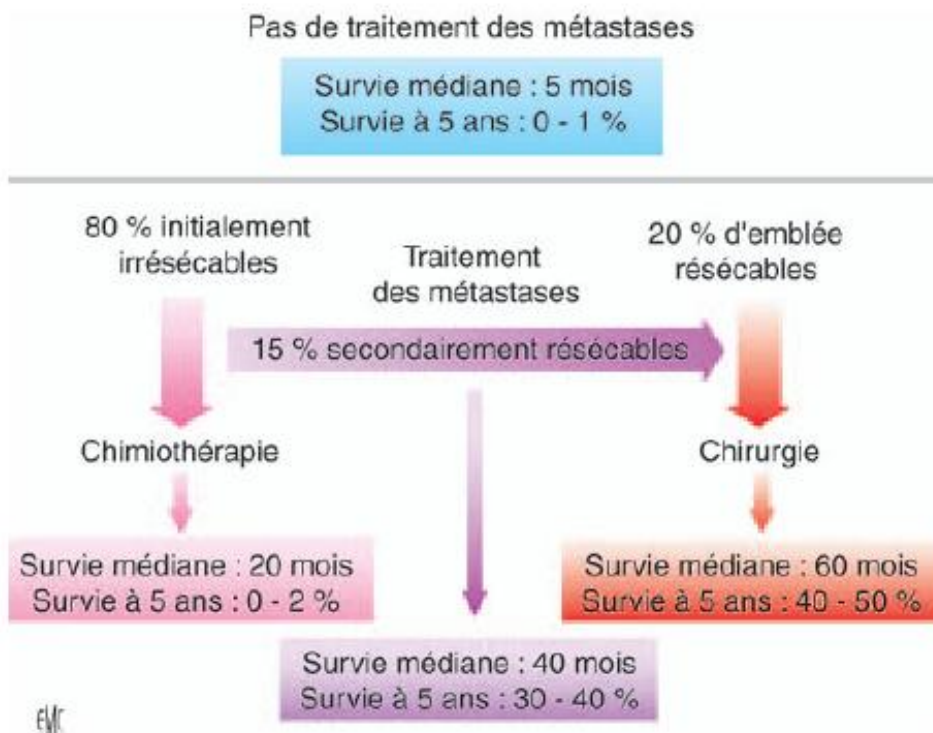 Pas de traitement des métastases
Survie médiane : 5 mois
Survie à 5 ans : 0 - 1 %
80 % initialement
irrésécables
Traitement
des métastases
20 % d'emblée
résécables
15 % secondairement résécables
Chimiothérapie
Chirurgie
Survie médiane : 20 mois
Survie à 5 ans : 0 - 2 %
Survie médiane : 60 mois
Survie à 5 ans : 40 - 50 %
Survie médiane : 40 mois
Survie à 5 ans : 30 - 40 %
EMC